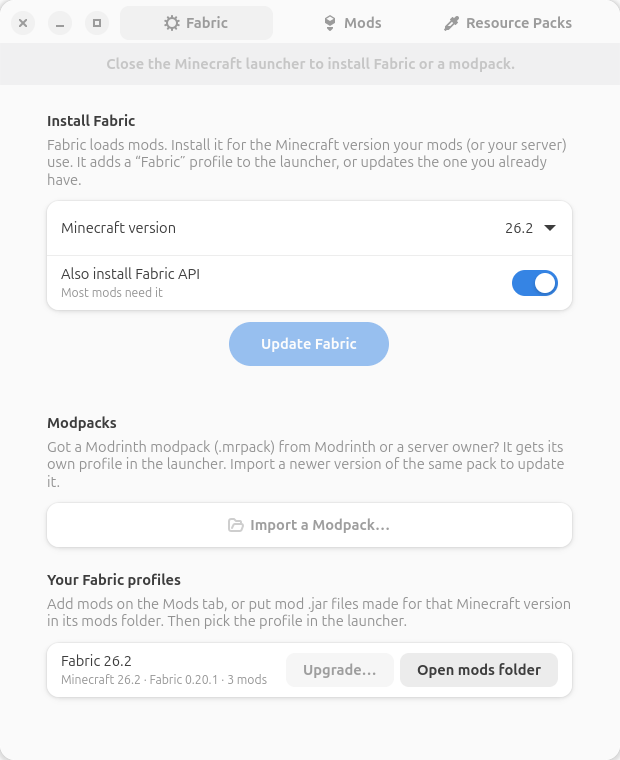 Fabric
Mods
Resource Packs
Close the Minecraft launcher to install Fabric or a modpack.
Install Fabric
Fabric loads mods. Install it for the Minecraft version your mods (or your server)
use. It adds a “Fabric” profile to the launcher, or updates the one you already
have.
Minecraft version
26.2
Also install Fabric API
Most mods need it
Update Fabric
Modpacks
Got a Modrinth modpack (.mrpack) from Modrinth or a server owner? It gets its
own profile in the launcher. Import a newer version of the same pack to update
it.
Import a Modpack…
Your Fabric profiles
Add mods on the Mods tab, or put mod .jar files made for that Minecraft version
in its mods folder. Then pick the profile in the launcher.
Fabric 26.2
Minecraft 26.2 · Fabric 0.20.1 · 3 mods
Upgrade…
Open mods folder